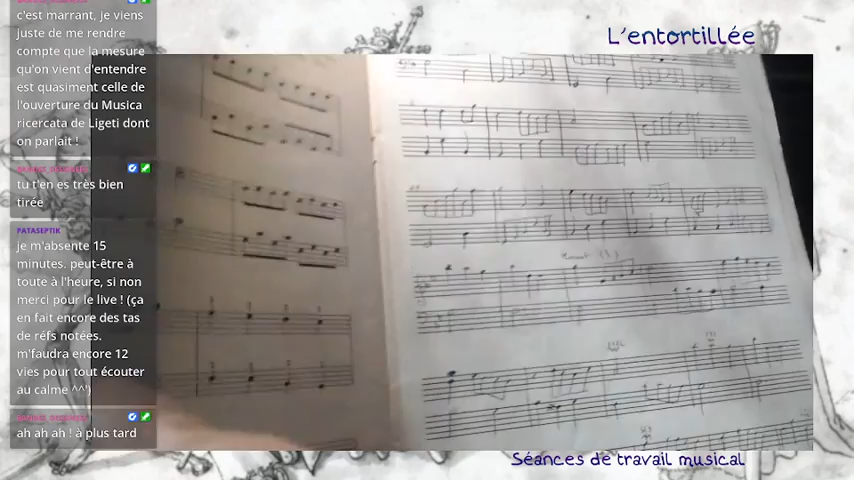 c'est marrant, je viens
juste de me rendre
compte que la mesure
qu'on vient d'entendre
est quasiment celle de
l'ouverture du Musica
ricercata de Ligeti dont
on parlait !
tu t'en es très bien
tirée
PATASEPTIK
je m'absente 15
minutes. peut-être à
toute à l'heure, si non
merci pour le live ! (ça
en fait encore des tas
de réfs notées.
m'faudra encore 12
vies pour tout écouter
au calme ^^')
ah ah ah ! à plus tard
L'entortillée
Séances de travail musical